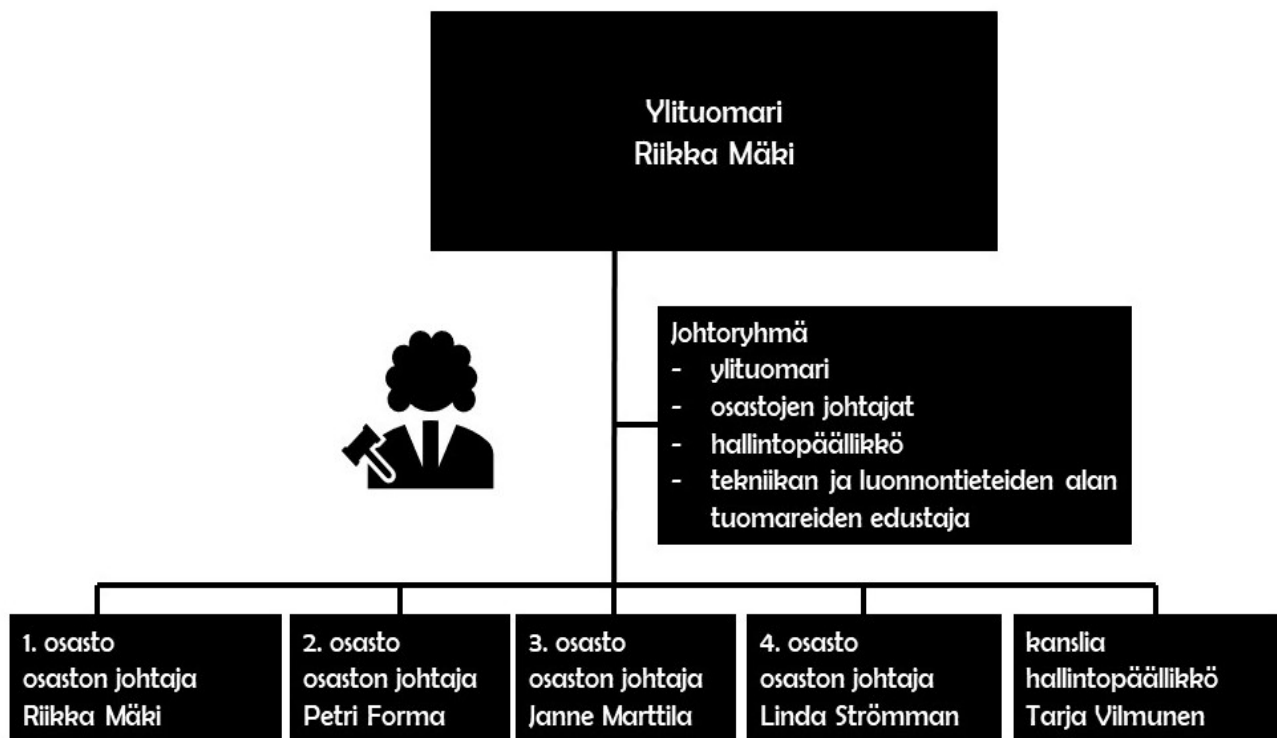 Ylituomari
Riikka Mäki
Johtoryhmä
- ylituomari
- osastojen johtajat
- hallintopäällikkö
- tekniikan ja luonnontieteiden alan
tuomareiden edustaja
1. osasto
osaston johtaja
Riikka Mäki
2. osasto
osaston johtaja
Petri Forma
3. osasto
osaston johtaja
Janne Marttila
4. osasto
osaston johtaja
Linda Strömman
kanslia
hallintopäällikkö
Tarja Vilmunen